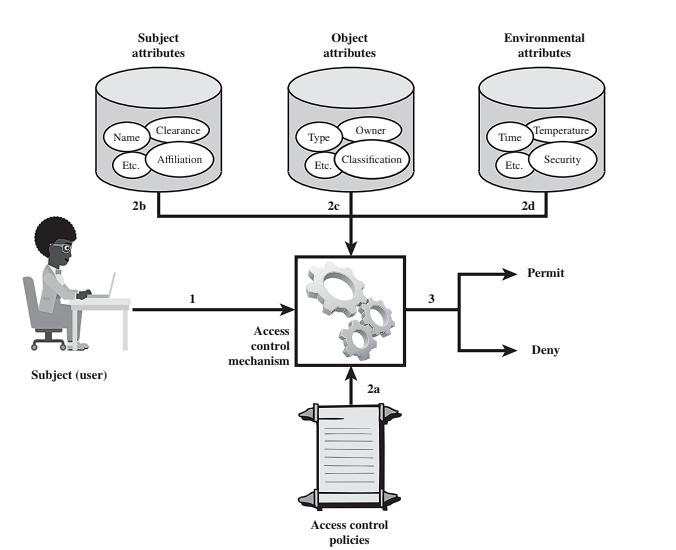 Subject
attributes
Object
attributes
Environmental
attributes
Name
Clearance
Etc.
Affiliation
Type
Owner
Etc.
Classification
Time
Temperature
Etc.
Security
2b
2c
2d
1
Access
control
mechanism
3
Permit
Deny
Subject (user)
2a
Access control
policies